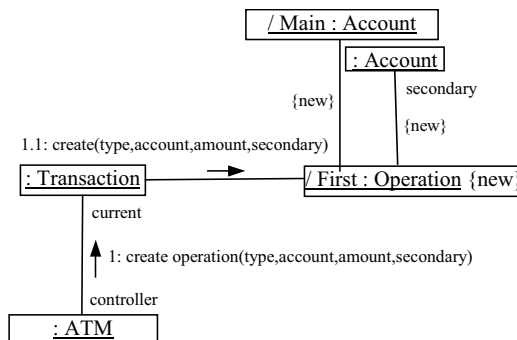 / Main : Account
: Account
secondary
{new}
{new}
1.1: create(type,account,amount,secondary)
: Transaction
/ First : Operation {new}
current
1: create operation(type,account,amount,secondary)
controller
: ATM